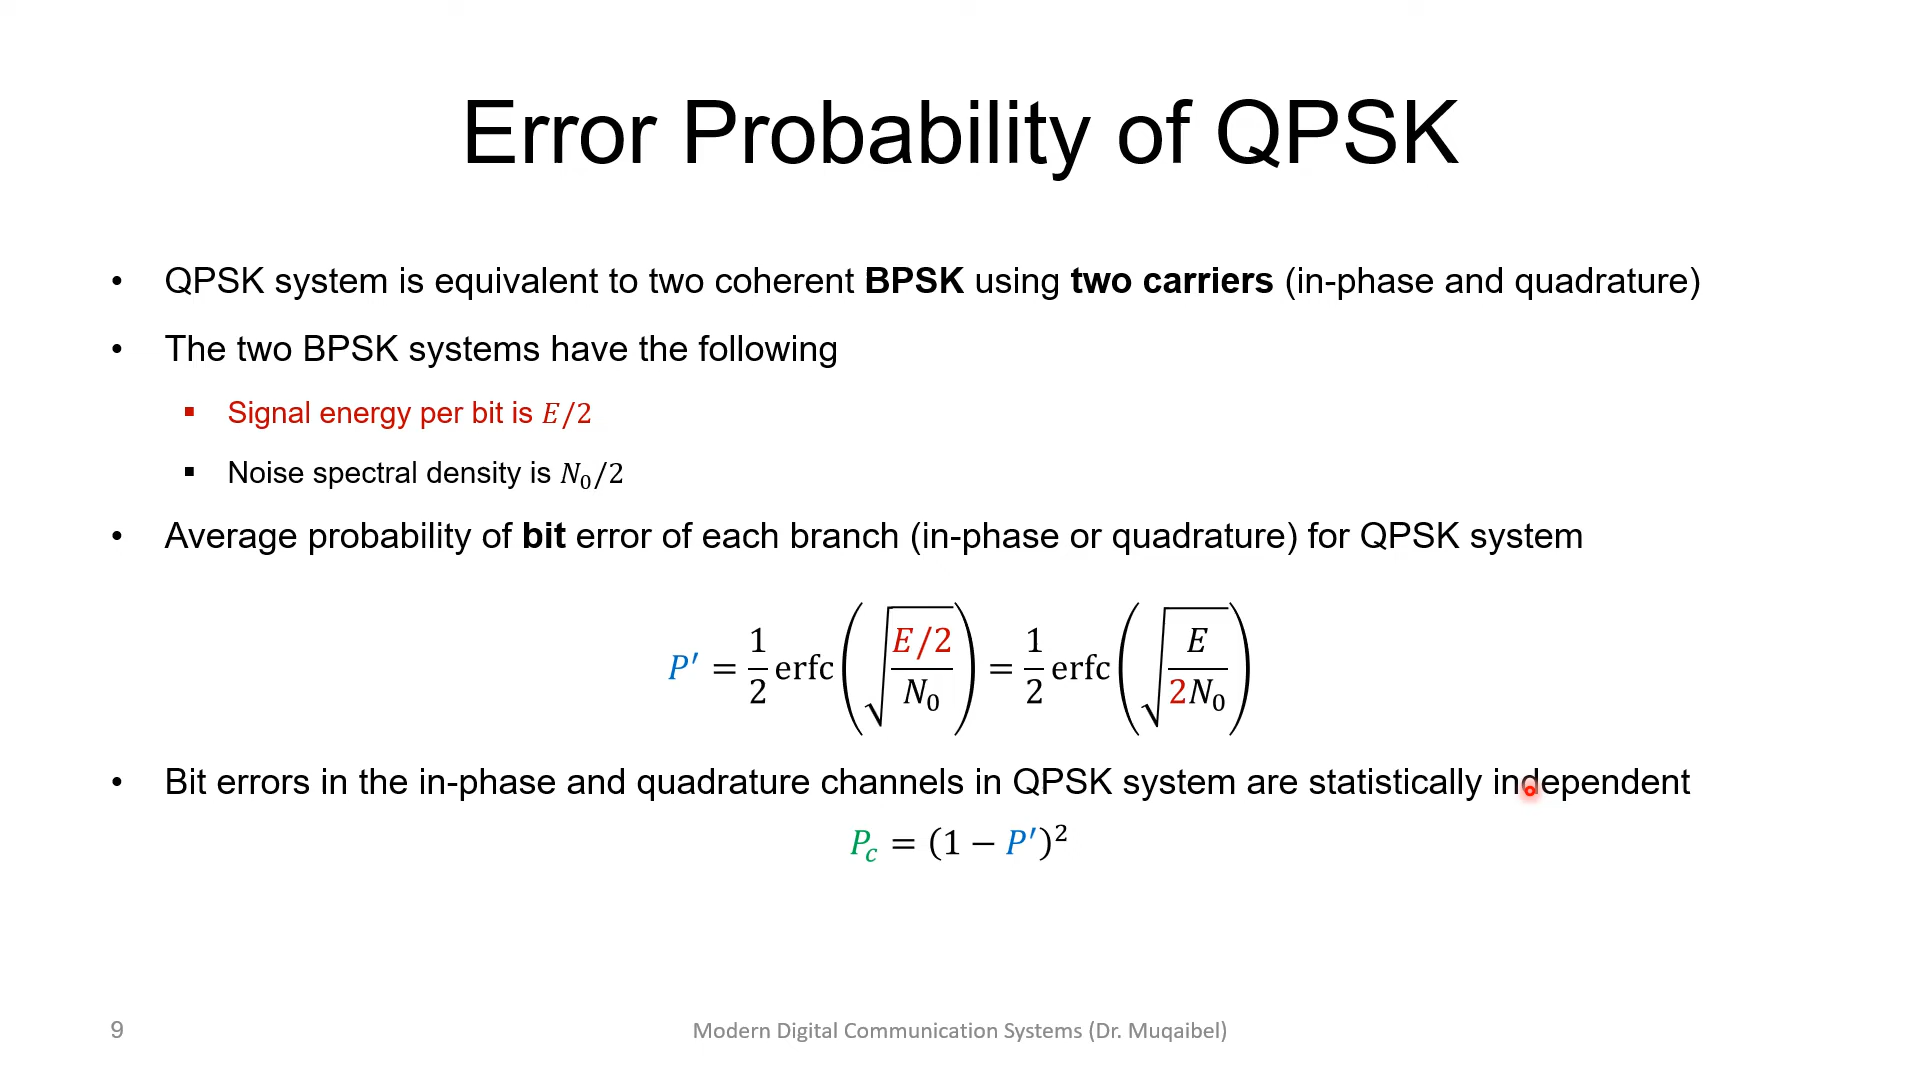 Error Probability of QPSK
• QPSK system is equivalent to two coherent BPSK using two carriers (in-phase and quadrature)
• The two BPSK systems have the following
▪ Signal energy per bit is E/2
▪ Noise spectral density is N₀/2
• Average probability of bit error of each branch (in-phase or quadrature) for QPSK system
P′ = 1/2 erfc(√((E/2)/N₀)) = 1/2 erfc(√(E/(2N₀)))
• Bit errors in the in-phase and quadrature channels in QPSK system are statistically independent
P_c = (1 − P′)²
9 Modern Digital Communication Systems (Dr. Muqaibel)